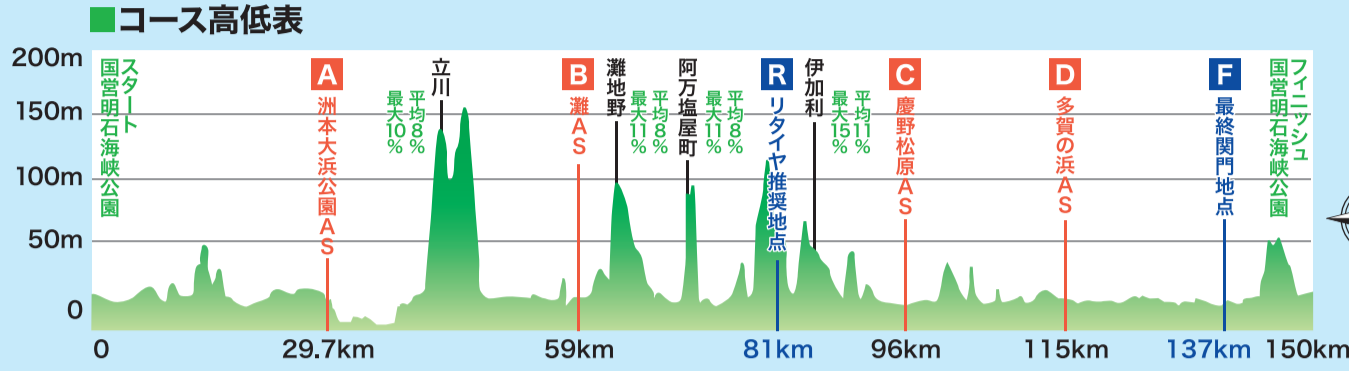 コース高低表
200m
150m
100m
50m
0
スタート
国営明石海峡公園
A
洲本大浜公園AS
最大10%
平均8%
立川
B
灘AS
灘地野
最大11%
平均8%
阿万塩屋町
最大11%
平均8%
R
リタイヤ推奨地点
伊加利
最大15%
平均11%
C
慶野松原AS
D
多賀の浜AS
F
最終関門地点
フィニッシュ
国営明石海峡公園
0
29.7km
59km
81km
96km
115km
137km
150km